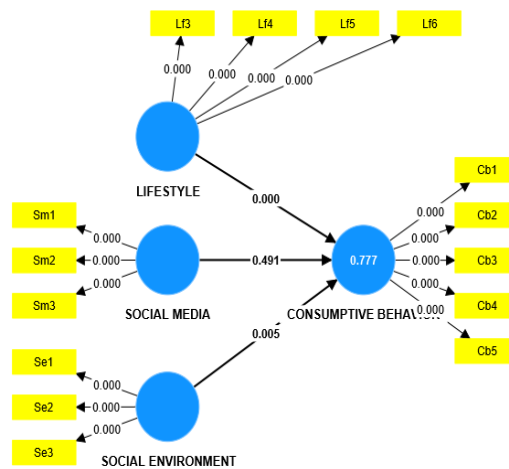 Lf3 Lf4 Lf5 Lf6
0.000 0.000 0.000 0.000
LIFESTYLE
0.000
Cb1
0.000
Cb2
0.000
Cb3
0.000
Cb4
0.000
Cb5
0.000
0.777
CONSUMPTIVE BEHAVIOR
Sm1
0.000
Sm2
0.000
Sm3
0.000
SOCIAL MEDIA
0.491
0.005
Se1
0.000
Se2
0.000
Se3
0.000
SOCIAL ENVIRONMENT